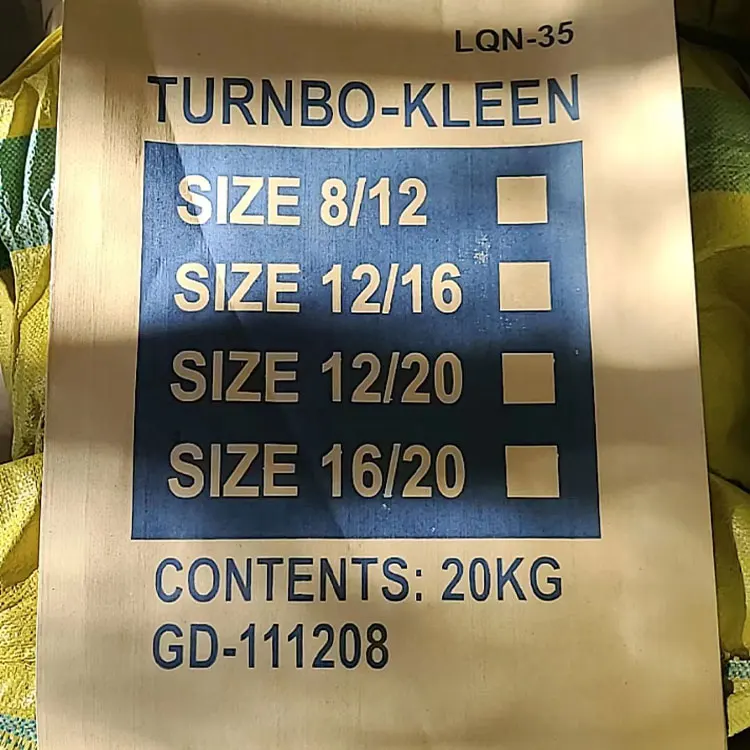 LQN-35
TURNBO-KLEEN
SIZE 8/12
SIZE 12/16
SIZE 12/20
SIZE 16/20
CONTENTS: 20KG
GD-111208